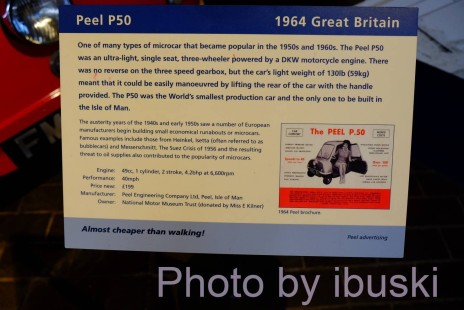 Peel P50
1964 Great Britain
One of many types of microcar that became popular in the 1950s and 1960s. The Peel P50
was an ultra-light, single seat, three-wheeler powered by a DKW motorcycle engine. There
was no reverse on the three speed gearbox, but the car's light weight of 130lb (59kg)
meant that it could be easily manoeuvred by lifting the rear of the car with the handle
provided. The P50 was the World's smallest production car and the only one to be built in
the Isle of Man.
The austerity years of the 1940s and early 1950s saw a number of European
manufacturers begin building small economical runabouts or microcars.
Famous examples include those from Heinkel, Isetta (often referred to as
bubblecars) and Messerschmitt. The Suez Crisis of 1956 and the resulting
threat to oil supplies also contributed to the popularity of microcars.
Engine: 49cc, 1 cylinder, 2 stroke, 4.2bhp at 6,000rpm
Performance: 40mph
Price new: £199
Manufacturer: Peel Engineering Company Ltd, Peel, Isle of Man
Owner: National Motor Museum Trust (donated by Miss E Kilner)
The PEEL P.50
1964 Peel brochure.
Almost cheaper than walking!
Peel advertising
Photo by ibuski